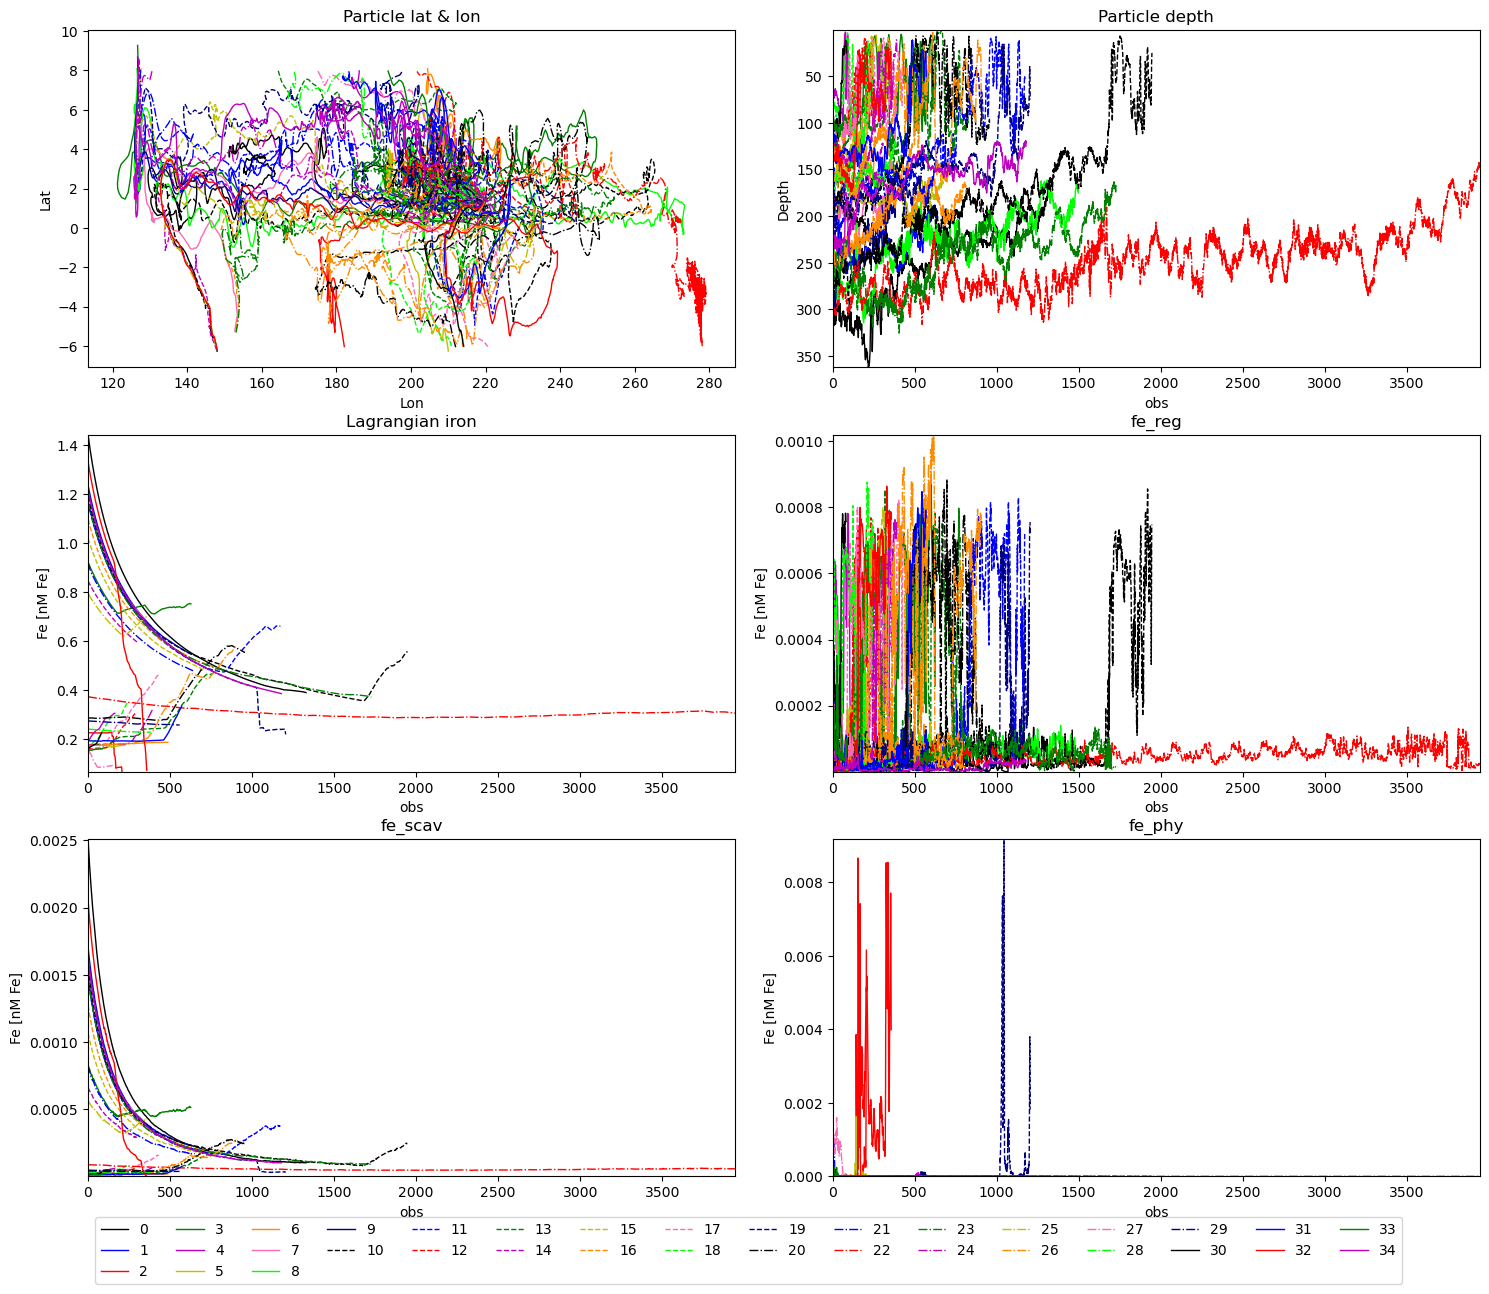 Particle lat & lon
10
8
6
4
2
0
−2
−4
−6
Lat
120 140 160 180 200 220 240 260 280
Lon
Particle depth
50
100
150
200
250
300
350
Depth
0 500 1000 1500 2000 2500 3000 3500
obs
Lagrangian iron
1.4
1.2
1.0
0.8
0.6
0.4
0.2
Fe [nM Fe]
0 500 1000 1500 2000 2500 3000 3500
obs
fe_reg
0.0010
0.0008
0.0006
0.0004
0.0002
Fe [nM Fe]
0 500 1000 1500 2000 2500 3000 3500
obs
fe_scav
0.0025
0.0020
0.0015
0.0010
0.0005
Fe [nM Fe]
0 500 1000 1500 2000 2500 3000 3500
obs
fe_phy
0.008
0.006
0.004
0.002
0.000
Fe [nM Fe]
0 500 1000 1500 2000 2500 3000 3500
obs
0 3 6 9 11 13 15 17 19 21 23 25 27 29 31 33
1 4 7 10 12 14 16 18 20 22 24 26 28 30 32 34
2 5 8